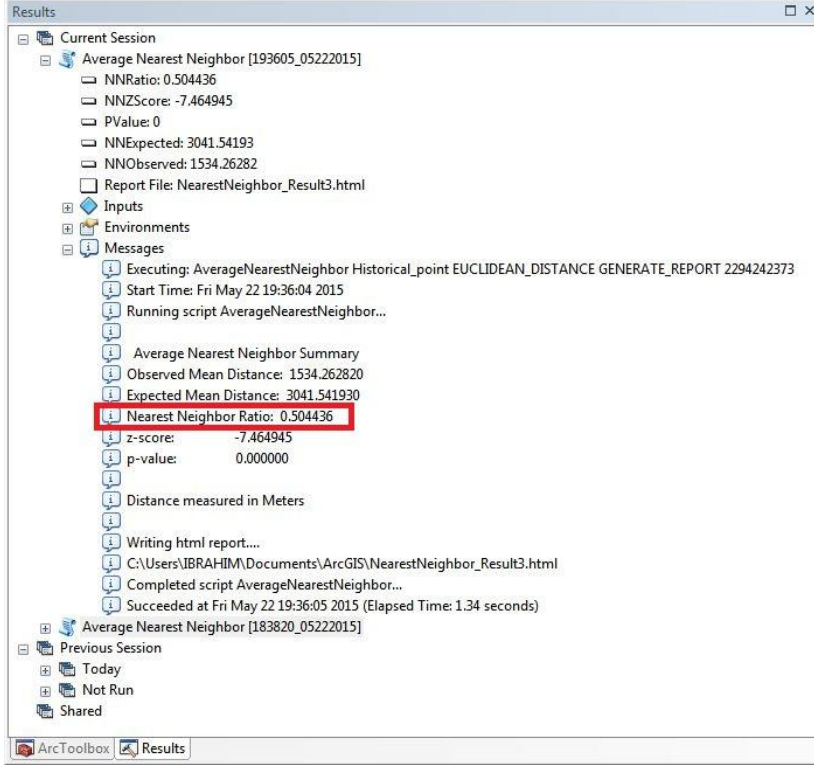 Results
Current Session
Average Nearest Neighbor [193605_05222015]
NNRatio: 0.504436
NNZScore: -7.464945
PValue: 0
NNExpected: 3041.54193
NNObserved: 1534.26282
Report File: NearestNeighbor_Result3.html
Inputs
Environments
Messages
Executing: AverageNearestNeighbor Historical_point EUCLIDEAN_DISTANCE GENERATE_REPORT 2294242373
Start Time: Fri May 22 19:36:04 2015
Running script AverageNearestNeighbor...
Average Nearest Neighbor Summary
Observed Mean Distance: 1534.262820
Expected Mean Distance: 3041.541930
Nearest Neighbor Ratio: 0.504436
z-score: -7.464945
p-value: 0.000000
Distance measured in Meters
Writing html report....
C:\Users\IBRAHIM\Documents\ArcGIS\NearestNeighbor_Result3.html
Completed script AverageNearestNeighbor...
Succeeded at Fri May 22 19:36:05 2015 (Elapsed Time: 1.34 seconds)
Average Nearest Neighbor [183820_05222015]
Previous Session
Today
Not Run
Shared
ArcToolbox Results